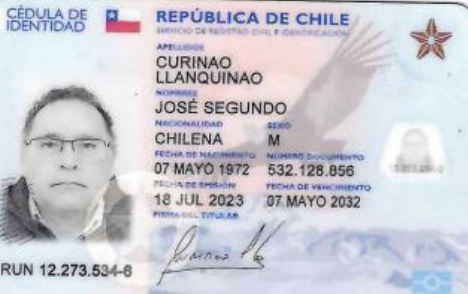 CÉDULA DE
IDENTIDAD
REPÚBLICA DE CHILE
SERVICIO DE REGISTRO CIVIL E IDENTIFICACIÓN
APELLIDOS
CURINAO
LLANQUINAO
NOMBRES
JOSÉ SEGUNDO
NACIONALIDAD SEXO
CHILENA M
FECHA DE NACIMIENTO NÚMERO DOCUMENTO
07 MAYO 1972 532.128.856
FECHA DE EMISIÓN FECHA DE VENCIMIENTO
18 JUL 2023 07 MAYO 2032
FIRMA DEL TITULAR
RUN 12.273.534-6